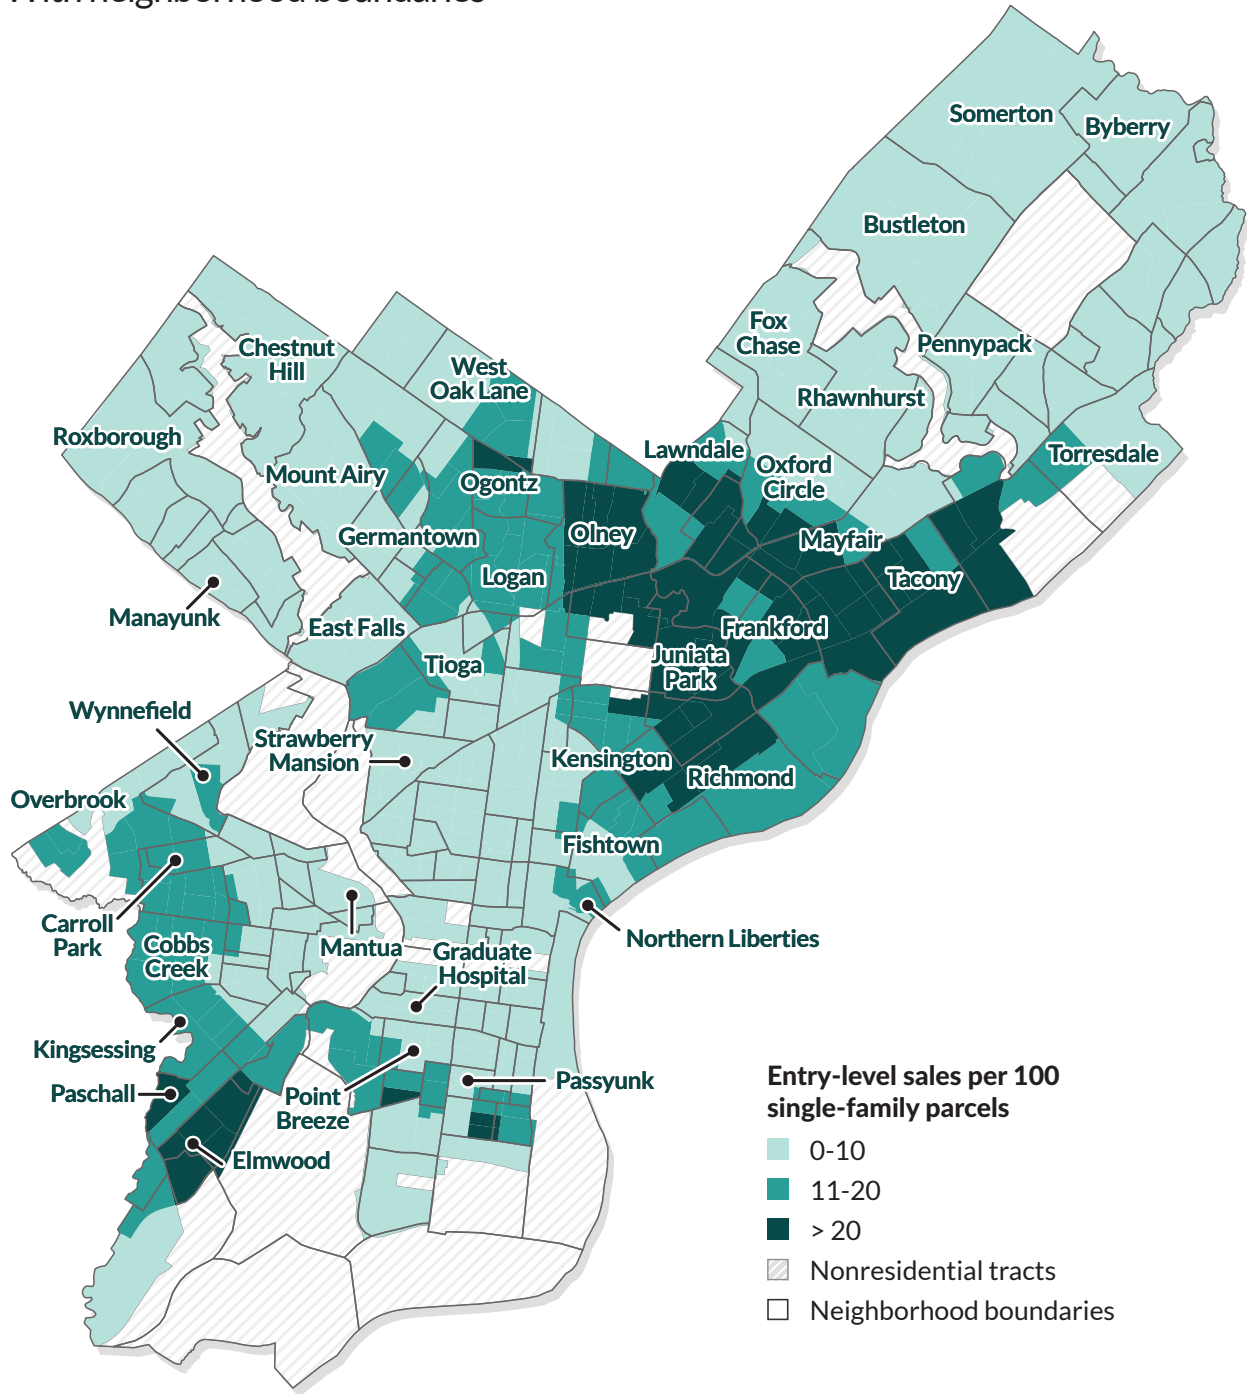 With neighborhood boundaries
Somerton
Byberry
Bustleton
Fox
Chase
Pennypack
Rhawnhurst
Chestnut
Hill
West
Oak Lane
Roxborough
Mount Airy
Ogontz
Lawndale
Oxford
Circle
Torresdale
Germantown
Olney
Mayfair
Logan
Tacony
Manayunk
East Falls
Frankford
Tioga
Juniata
Park
Wynnefield
Strawberry
Mansion
Kensington
Richmond
Overbrook
Fishtown
Carroll
Park
Cobbs
Creek
Mantua
Graduate
Hospital
Northern Liberties
Kingsessing
Paschall
Point
Breeze
Passyunk
Elmwood
Entry-level sales per 100
single-family parcels
0-10
11-20
> 20
Nonresidential tracts
Neighborhood boundaries